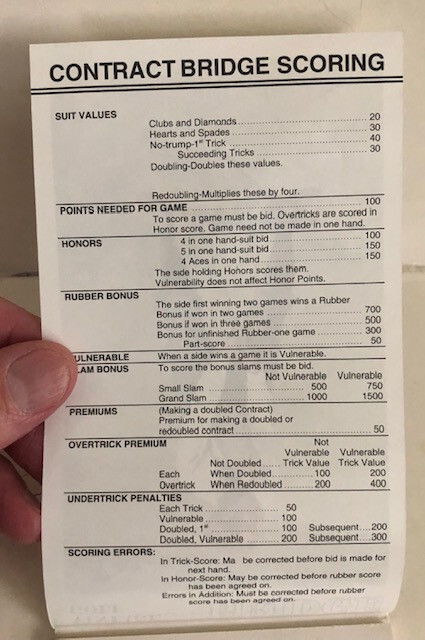 CONTRACT BRIDGE SCORING
SUIT VALUES
Clubs and Diamonds 20
Hearts and Spades 30
No-trump-1st Trick 40
Succeeding Tricks 30
Doubling-Doubles these values.
Redoubling-Multiplies these by four.
POINTS NEEDED FOR GAME 100
To score a game must be bid. Overtricks are scored in
Honor score. Game need not be made in one hand.
HONORS 4 in one hand-suit bid 100
5 in one hand-suit bid 150
4 Aces in one hand 150
The side holding Honors scores them.
Vulnerability does not affect Honor Points.
RUBBER BONUS
The side first winning two games wins a Rubber
Bonus if won in two games 700
Bonus if won in three games 500
Bonus for unfinished Rubber-one game 300
Part-score 50
ULNERABLE When a side wins a game it is Vulnerable.
LAM BONUS To score the bonus slams must be bid.
Not Vulnerable Vulnerable
Small Slam 500 750
Grand Slam 1000 1500
PREMIUMS (Making a doubled Contract)
Premium for making a doubled or
redoubled contract 50
OVERTRICK PREMIUM Not
Vulnerable Vulnerable
Not Doubled Trick Value Trick Value
Each When Doubled 100 200
Overtrick When Redoubled 200 400
UNDERTRICK PENALTIES
Each Trick 50
Vulnerable 100
Doubled, 1st 100 Subsequent 200
Doubled, Vulnerable 200 Subsequent 300
SCORING ERRORS:
In Trick-Score: Ma be corrected before bid is made for
next hand.
In Honor-Score: May be corrected before rubber score
has been agreed on.
Errors in Addition: Must be corrected before rubber
score has been agreed on.